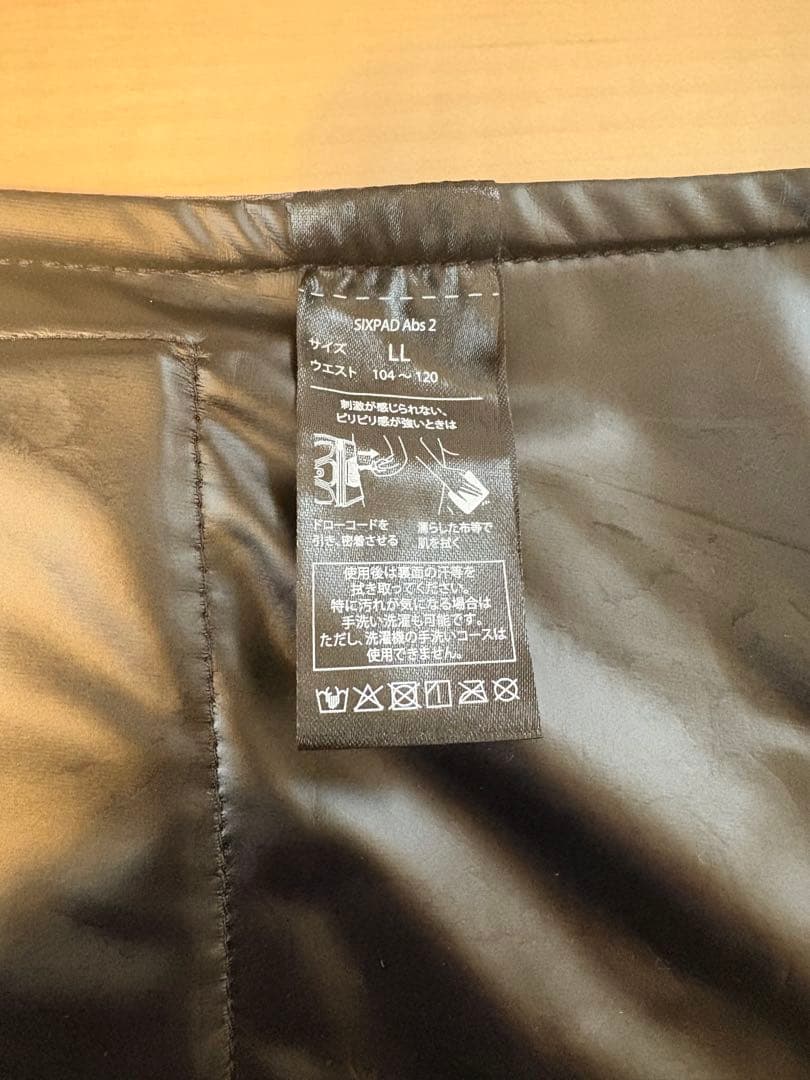 SIXPAD Abs 2
サイズ LL
ウエスト 104～120
刺激が感じられない、
ピリピリ感が強いときは
ドローコードを
引き、密着させる
濡らした布等で
肌を拭く
使用後は裏面の汗等を
拭き取ってください。
特に汚れが気になる場合は
手洗い洗濯も可能です。
ただし、洗濯機の手洗いコースは
使用できません。